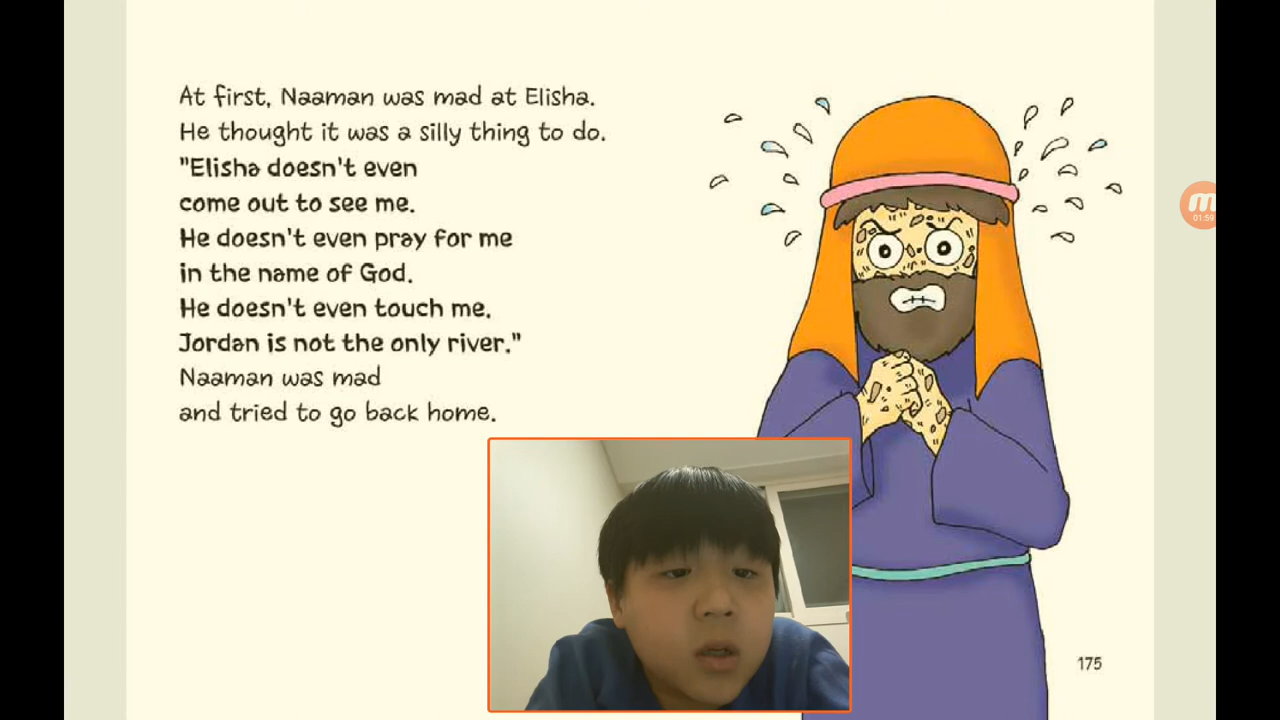 At first, Naaman was mad at Elisha.
He thought it was a silly thing to do.
"Elisha doesn't even
come out to see me.
He doesn't even pray for me
in the name of God.
He doesn't even touch me.
Jordan is not the only river."
Naaman was mad
and tried to go back home.
175
01:59